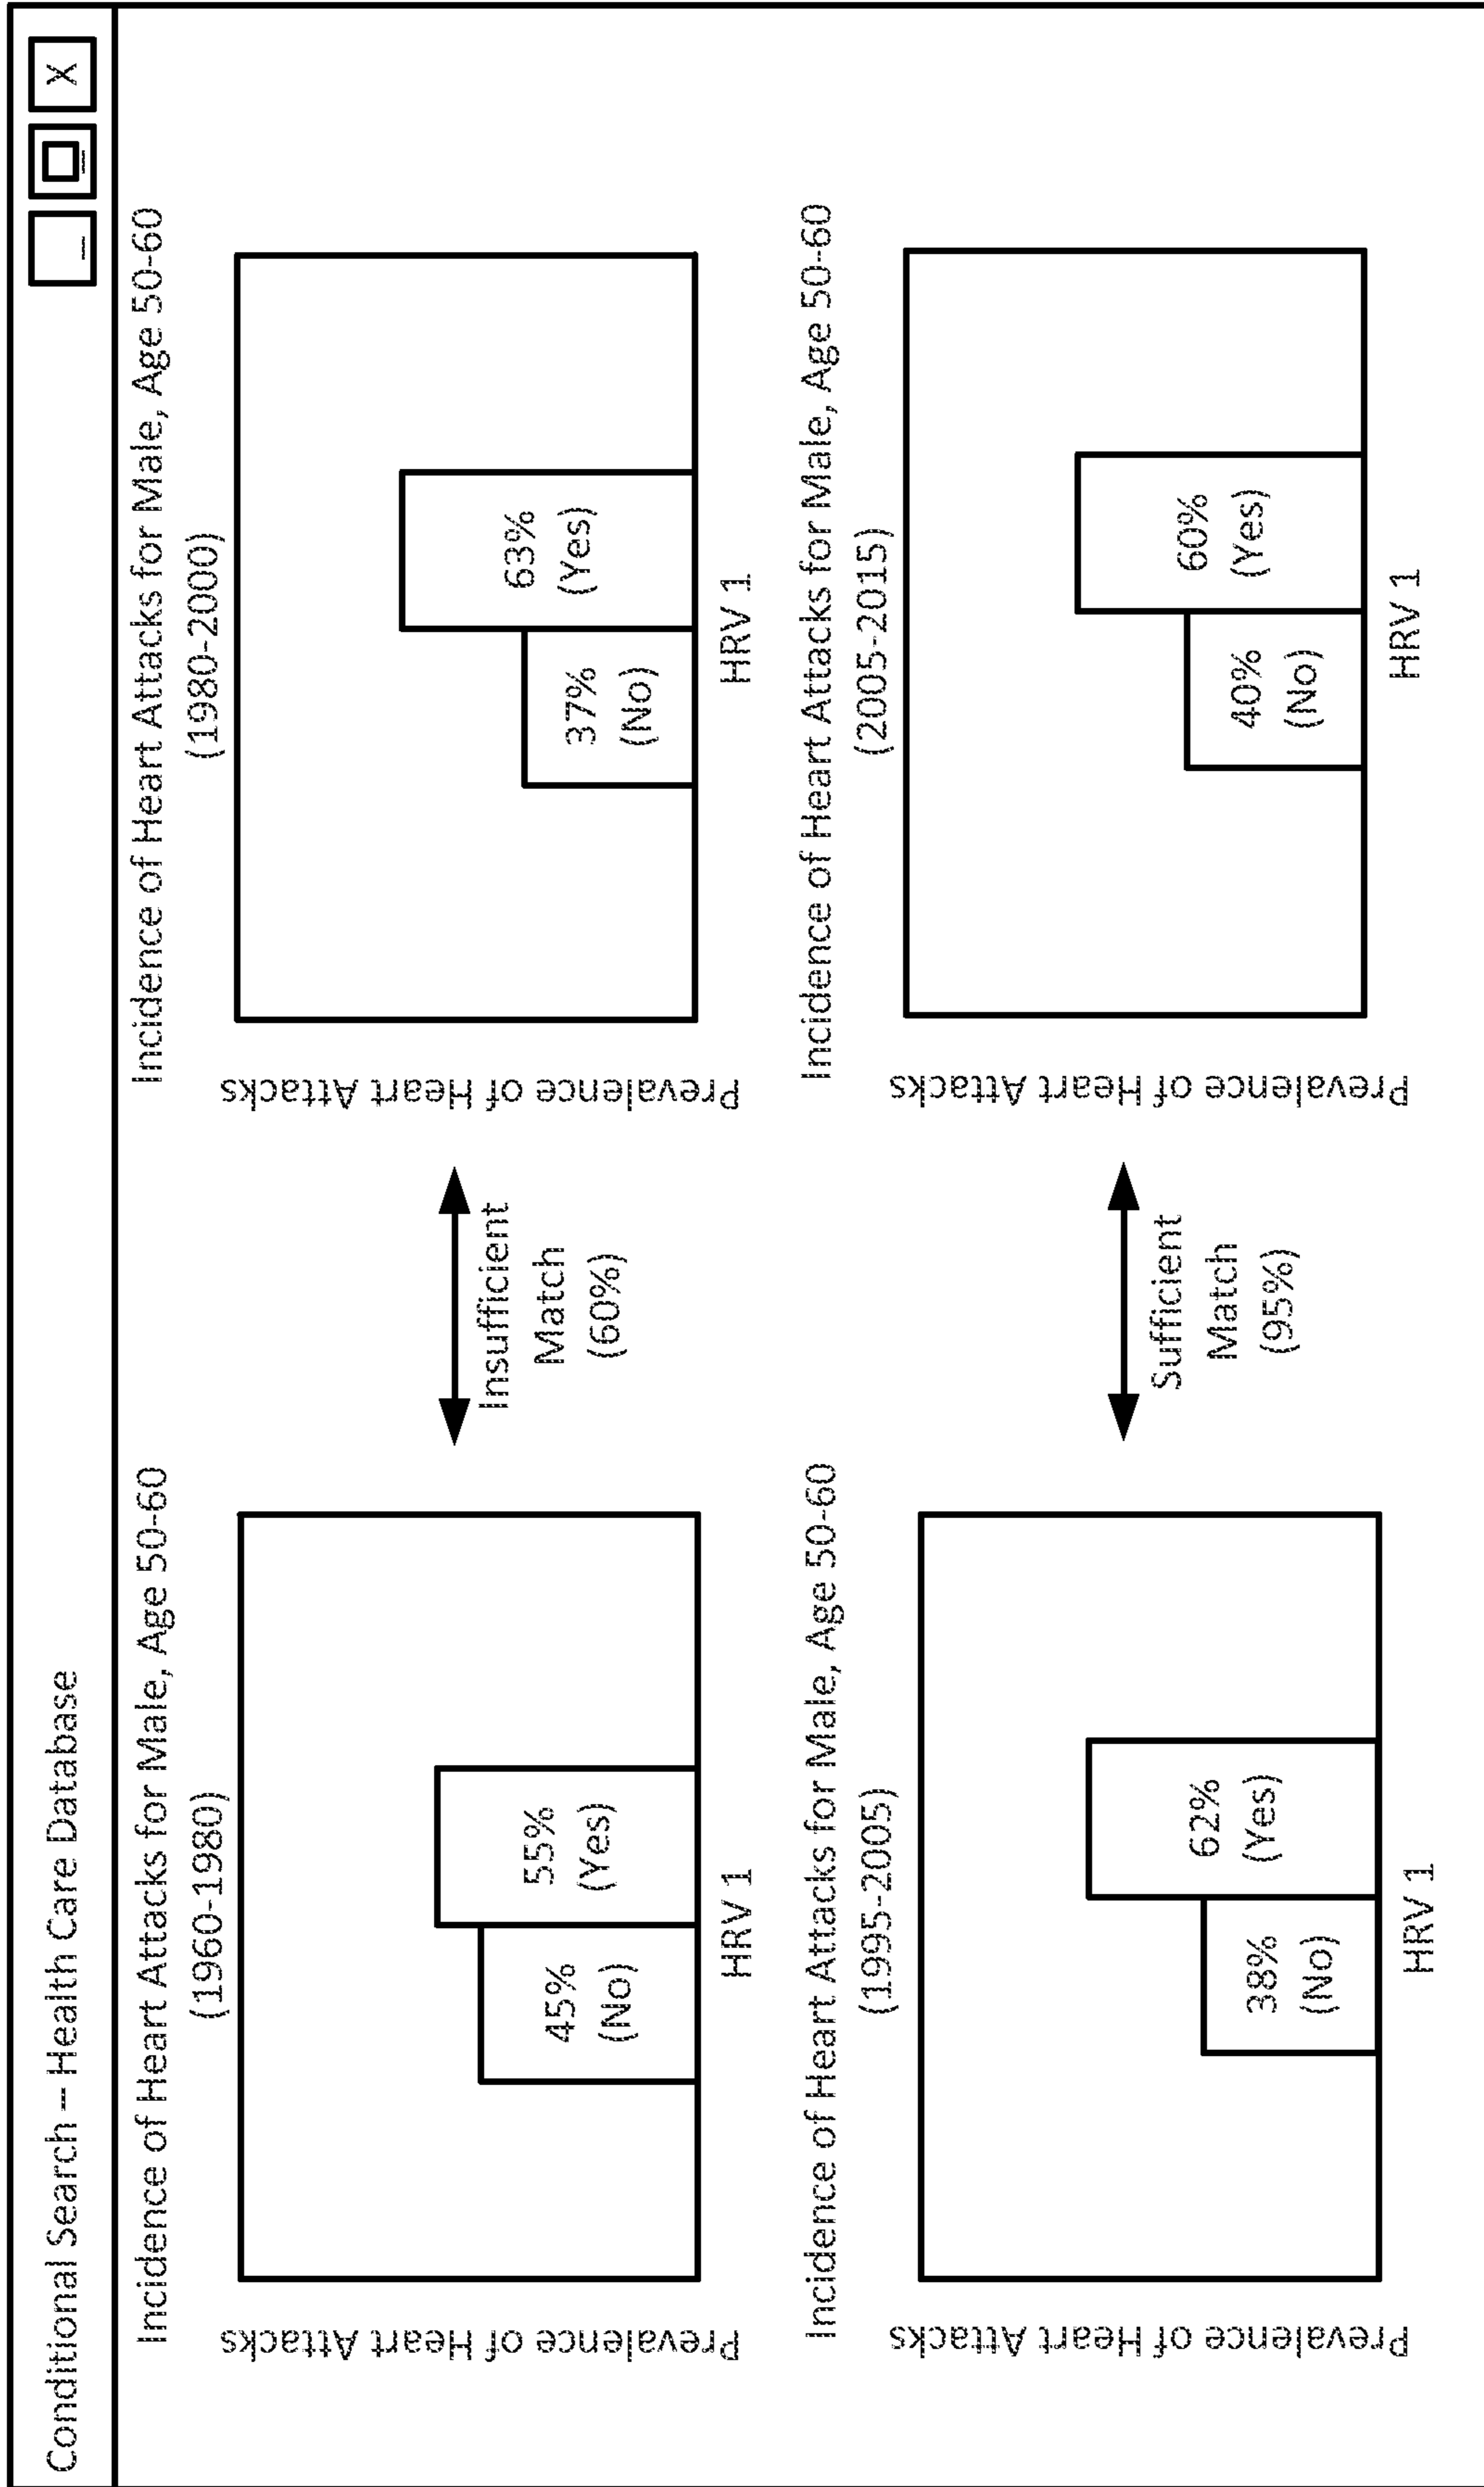 Conditional Search -- Health Care Database
_
X
Incidence of Heart Attacks for Male, Age 50-60
(1960-1980)
Prevalence of Heart Attacks
45%
(No)
55%
(Yes)
HRV 1
Insufficient
Match
(60%)
Incidence of Heart Attacks for Male, Age 50-60
(1980-2000)
Prevalence of Heart Attacks
37%
(No)
63%
(Yes)
HRV 1
Incidence of Heart Attacks for Male, Age 50-60
(1995-2005)
Prevalence of Heart Attacks
38%
(No)
62%
(Yes)
HRV 1
Sufficient
Match
(95%)
Incidence of Heart Attacks for Male, Age 50-60
(2005-2015)
Prevalence of Heart Attacks
40%
(No)
60%
(Yes)
HRV 1